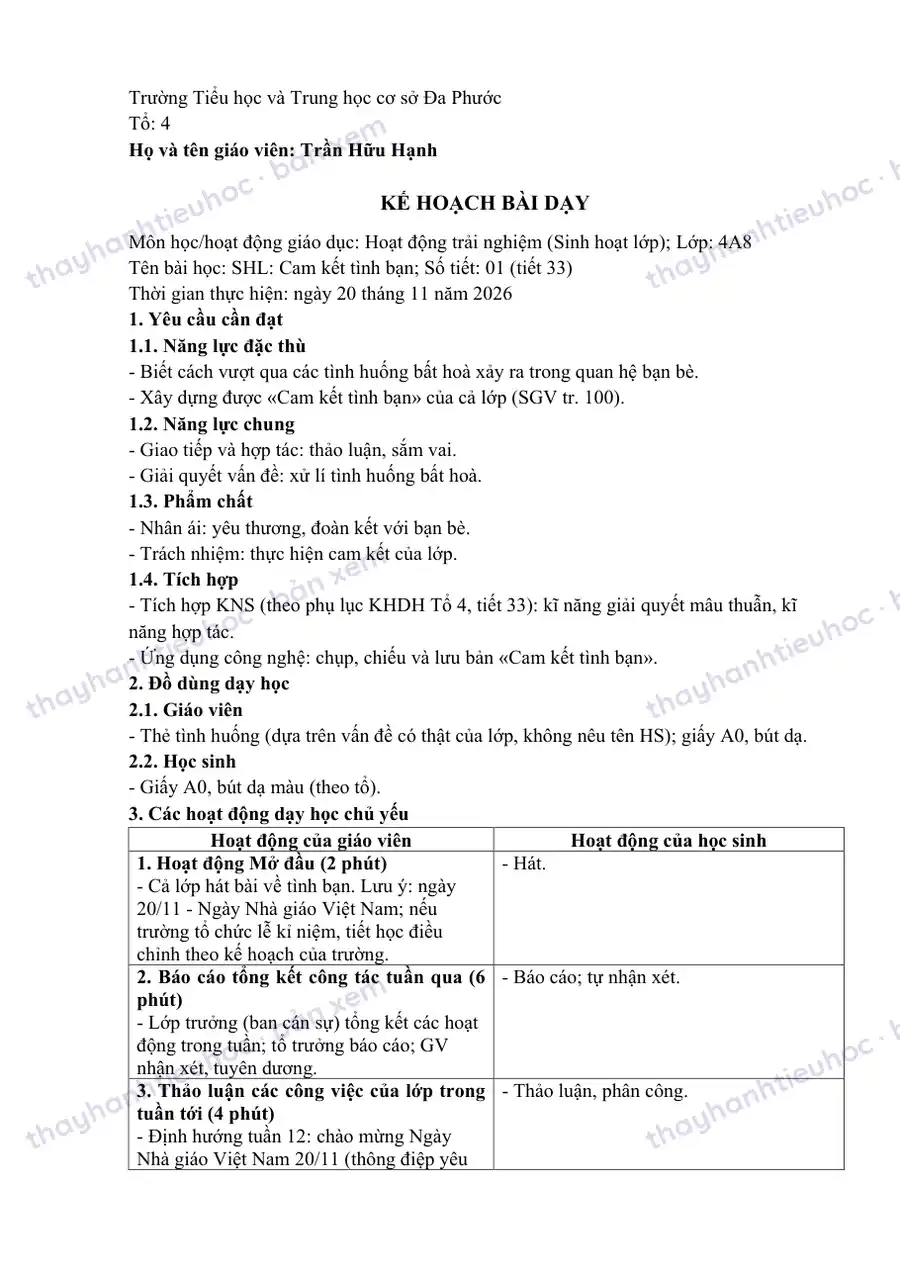 Trường Tiểu học và Trung học cơ sở Đa Phước
Tổ: 4
Họ và tên giáo viên: Trần Hữu Hạnh
KẾ HOẠCH BÀI DẠY
Môn học/hoạt động giáo dục: Hoạt động trải nghiệm (Sinh hoạt lớp); Lớp: 4A8
Tên bài học: SHL: Cam kết tình bạn; Số tiết: 01 (tiết 33)
Thời gian thực hiện: ngày 20 tháng 11 năm 2026
1. Yêu cầu cần đạt
1.1. Năng lực đặc thù
- Biết cách vượt qua các tình huống bất hoà xảy ra trong quan hệ bạn bè.
- Xây dựng được «Cam kết tình bạn» của cả lớp (SGV tr. 100).
1.2. Năng lực chung
- Giao tiếp và hợp tác: thảo luận, sắm vai.
- Giải quyết vấn đề: xử lí tình huống bất hoà.
1.3. Phẩm chất
- Nhân ái: yêu thương, đoàn kết với bạn bè.
- Trách nhiệm: thực hiện cam kết của lớp.
1.4. Tích hợp
- Tích hợp KNS (theo phụ lục KHDH Tổ 4, tiết 33): kĩ năng giải quyết mâu thuẫn, kĩ
năng hợp tác.
- Ứng dụng công nghệ: chụp, chiếu và lưu bản «Cam kết tình bạn».
2. Đồ dùng dạy học
2.1. Giáo viên
- Thẻ tình huống (dựa trên vấn đề có thật của lớp, không nêu tên HS); giấy A0, bút dạ.
2.2. Học sinh
- Giấy A0, bút dạ màu (theo tổ).
3. Các hoạt động dạy học chủ yếu
Hoạt động của giáo viên
Hoạt động của học sinh
1. Hoạt động Mở đầu (2 phút)
- Cả lớp hát bài về tình bạn. Lưu ý: ngày
20/11 - Ngày Nhà giáo Việt Nam; nếu
trường tổ chức lễ kỉ niệm, tiết học điều
chỉnh theo kế hoạch của trường.
- Hát.
2. Báo cáo tổng kết công tác tuần qua (6
phút)
- Lớp trưởng (ban cán sự) tổng kết các hoạt
động trong tuần; tổ trưởng báo cáo; GV
nhận xét, tuyên dương.
- Báo cáo; tự nhận xét.
3. Thảo luận các công việc của lớp trong
tuần tới (4 phút)
- Định hướng tuần 12: chào mừng Ngày
Nhà giáo Việt Nam 20/11 (thông điệp yêu
- Thảo luận, phân công.
thayhanhtieuhoc · bản xem
thayhanhtieuhoc · b
thayhanhtieuhoc · bản xem
thayhanhtieuhoc · b
thayhanhtieuhoc · bản xem
thayhanhtieuhoc · b